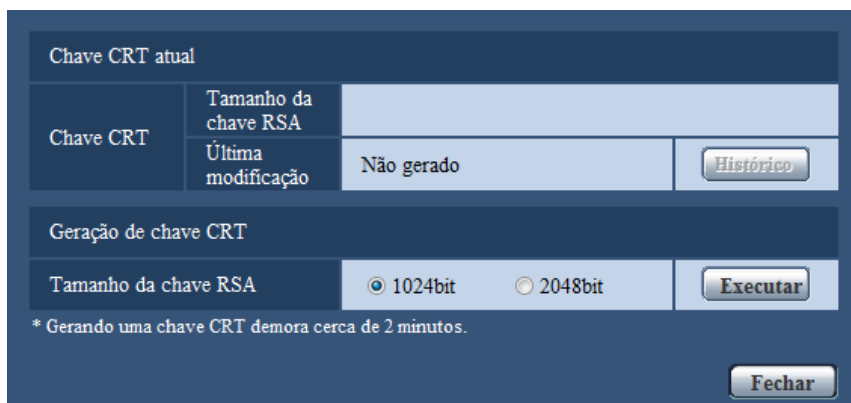 Chave CRT atual
Chave CRT
Tamanho da
chave RSA
Última
modificação
Não gerado
Histórico
Geração de chave CRT
Tamanho da chave RSA
1024bit
2048bit
Executar
* Gerando uma chave CRT demora cerca de 2 minutos.
Fechar